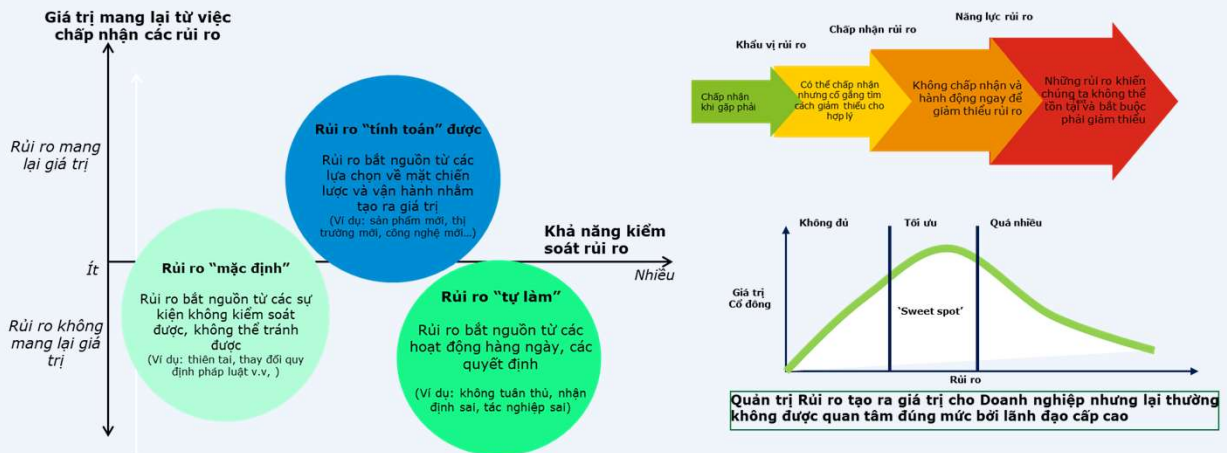 Giá trị mang lại từ việc
chấp nhận các rủi ro
Rủi ro mang
lại giá trị
Ít
Rủi ro không
mang lại giá
trị
Rủi ro “tính toán” được
Rủi ro bắt nguồn từ các
lựa chọn về mặt chiến
lược và vận hành nhằm
tạo ra giá trị
(Ví dụ: sản phẩm mới, thị
trường mới, công nghệ mới…)
Khả năng kiểm
soát rủi ro
Nhiều
Rủi ro “mặc định”
Rủi ro bắt nguồn từ các sự
kiện không kiểm soát
được, không thể tránh
được
(Ví dụ: thiên tai, thay đổi quy
định pháp luật v.v, )
Rủi ro “tự làm”
Rủi ro bắt nguồn từ các
hoạt động hàng ngày, các
quyết định
(Ví dụ: không tuân thủ, nhận
định sai, tác nghiệp sai)
Khẩu vị rủi ro
Chấp nhận rủi ro
Năng lực rủi ro
Chấp nhận
khi gặp phải
Có thể chấp nhận
nhưng cố gắng tìm
cách giảm thiểu cho
hợp lý
Không chấp nhận và
hành động ngay để
giảm thiểu rủi ro
Những rủi ro khiến
chúng ta không thể
tồn tại và bắt buộc
phải giảm thiểu
Không đủ
Tối ưu
Quá nhiều
Giá trị
Cổ đông
‘Sweet spot’
Rủi ro
Quản trị Rủi ro tạo ra giá trị cho Doanh nghiệp nhưng lại thường
không được quan tâm đúng mức bởi lãnh đạo cấp cao